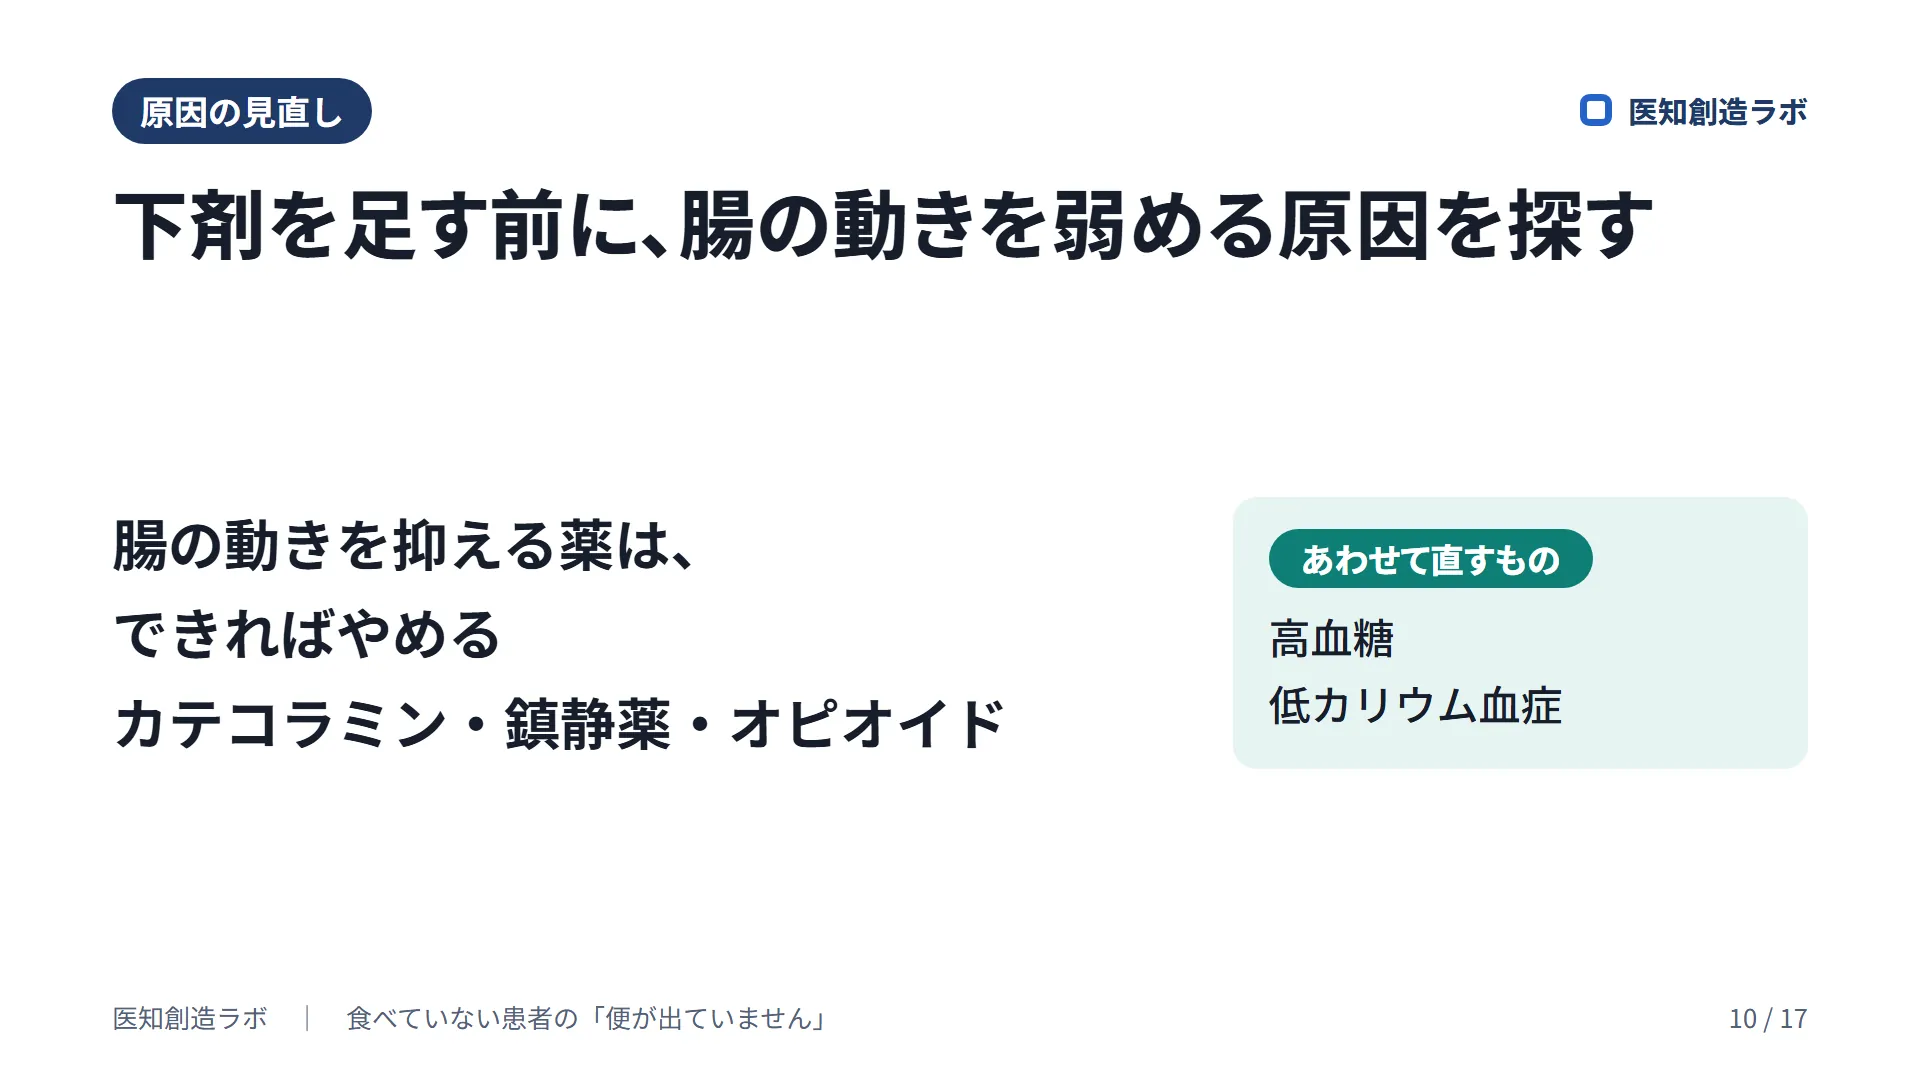 原因の見直し
医知創造ラボ
下剤を足す前に、腸の動きを弱める原因を探す
腸の動きを抑える薬は、
できればやめる
カテコラミン・鎮静薬・オピオイド
あわせて直すもの
高血糖
低カリウム血症
医知創造ラボ ｜ 食べていない患者の「便が出ていません」
10 / 17